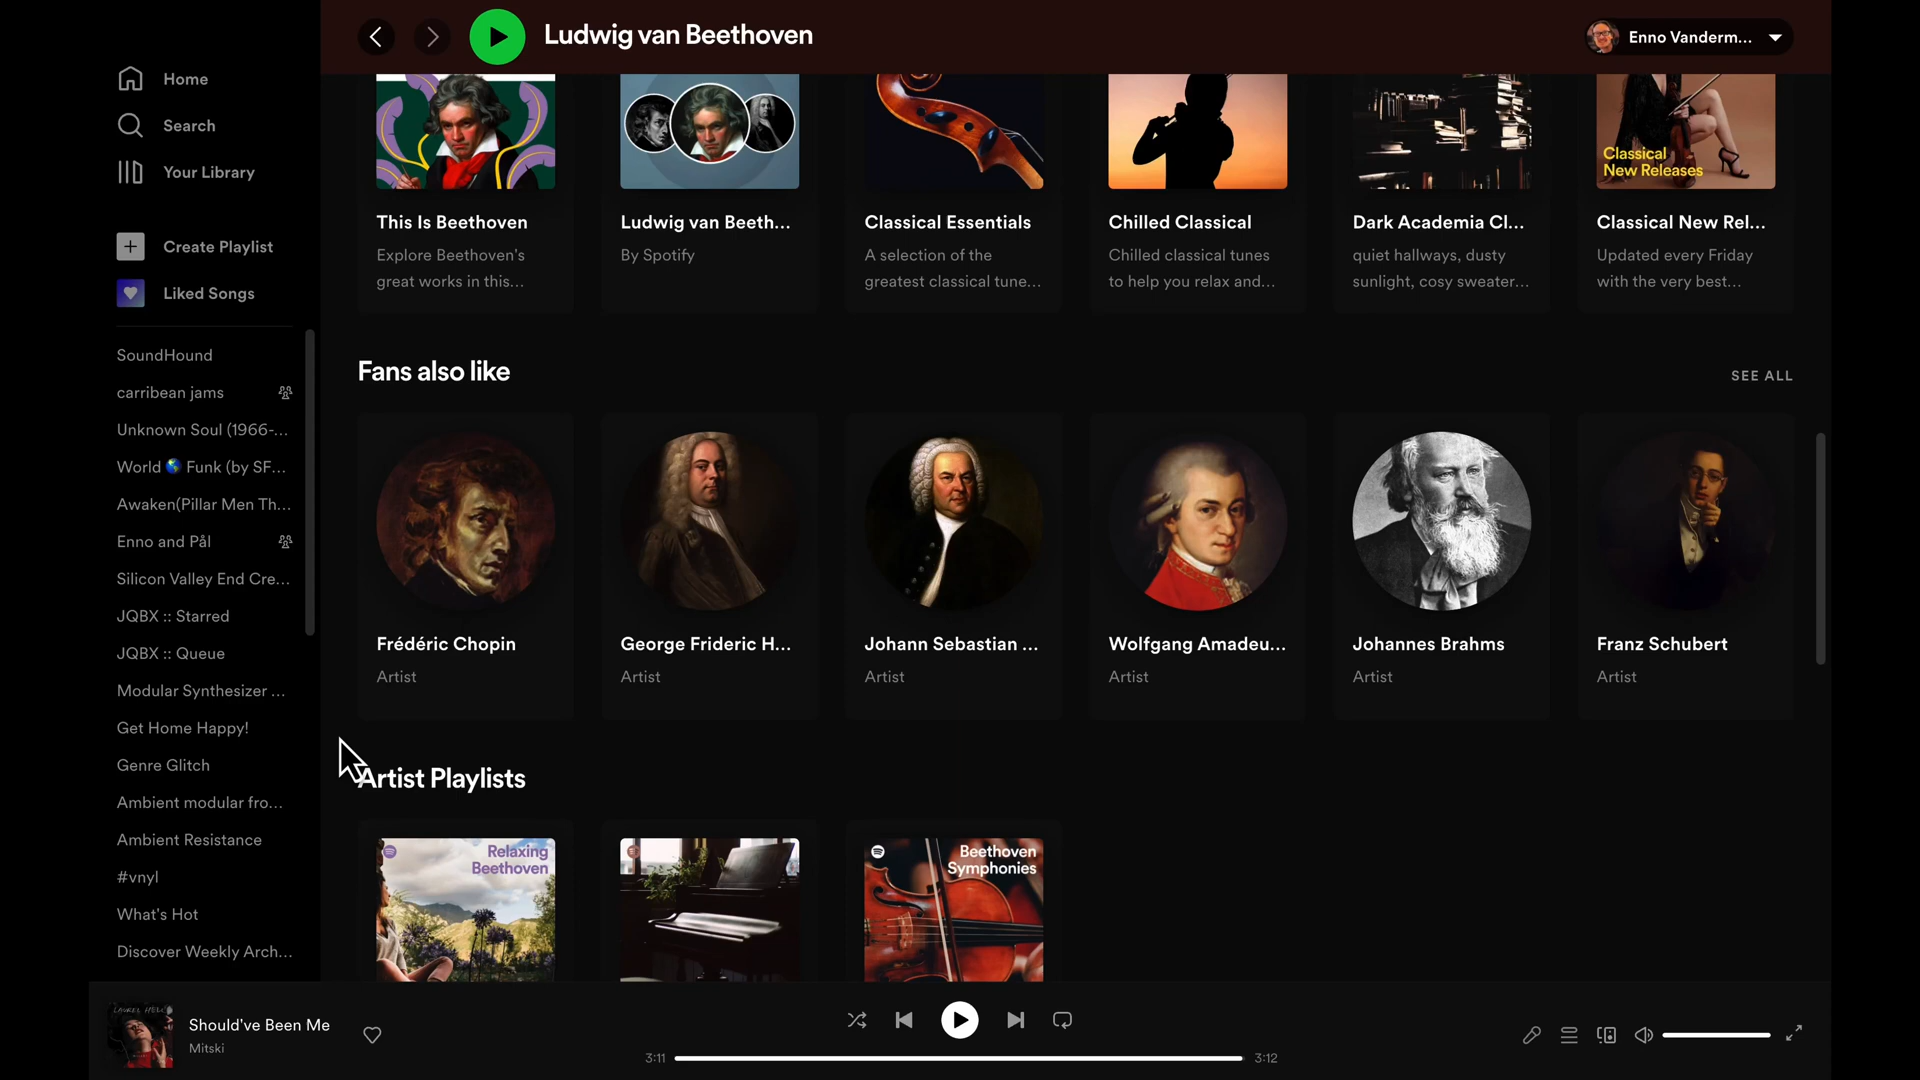 Ludwig van Beethoven
Enno Vanderm...
Home
Search
Your Library
Create Playlist
Liked Songs
SoundHound
carribean jams
Unknown Soul (1966-...
World 🌎 Funk (by SF...
Awaken(Pillar Men Th...
Enno and Pål
Silicon Valley End Cre...
JQBX :: Starred
JQBX :: Queue
Modular Synthesizer ...
Get Home Happy!
Genre Glitch
Ambient modular fro...
Ambient Resistance
#vnyl
What's Hot
Discover Weekly Arch...
Classical
New Releases
This Is Beethoven
Explore Beethoven's
great works in this...
Ludwig van Beeth...
By Spotify
Classical Essentials
A selection of the
greatest classical tune...
Chilled Classical
Chilled classical tunes
to help you relax and...
Dark Academia Cl...
quiet hallways, dusty
sunlight, cosy sweater...
Classical New Rel...
Updated every Friday
with the very best...
Fans also like
SEE ALL
Frédéric Chopin
Artist
George Frideric H...
Artist
Johann Sebastian ...
Artist
Wolfgang Amadeu...
Artist
Johannes Brahms
Artist
Franz Schubert
Artist
Artist Playlists
Relaxing
Beethoven
Beethoven
Symphonies
Should've Been Me
Mitski
3:11
3:12